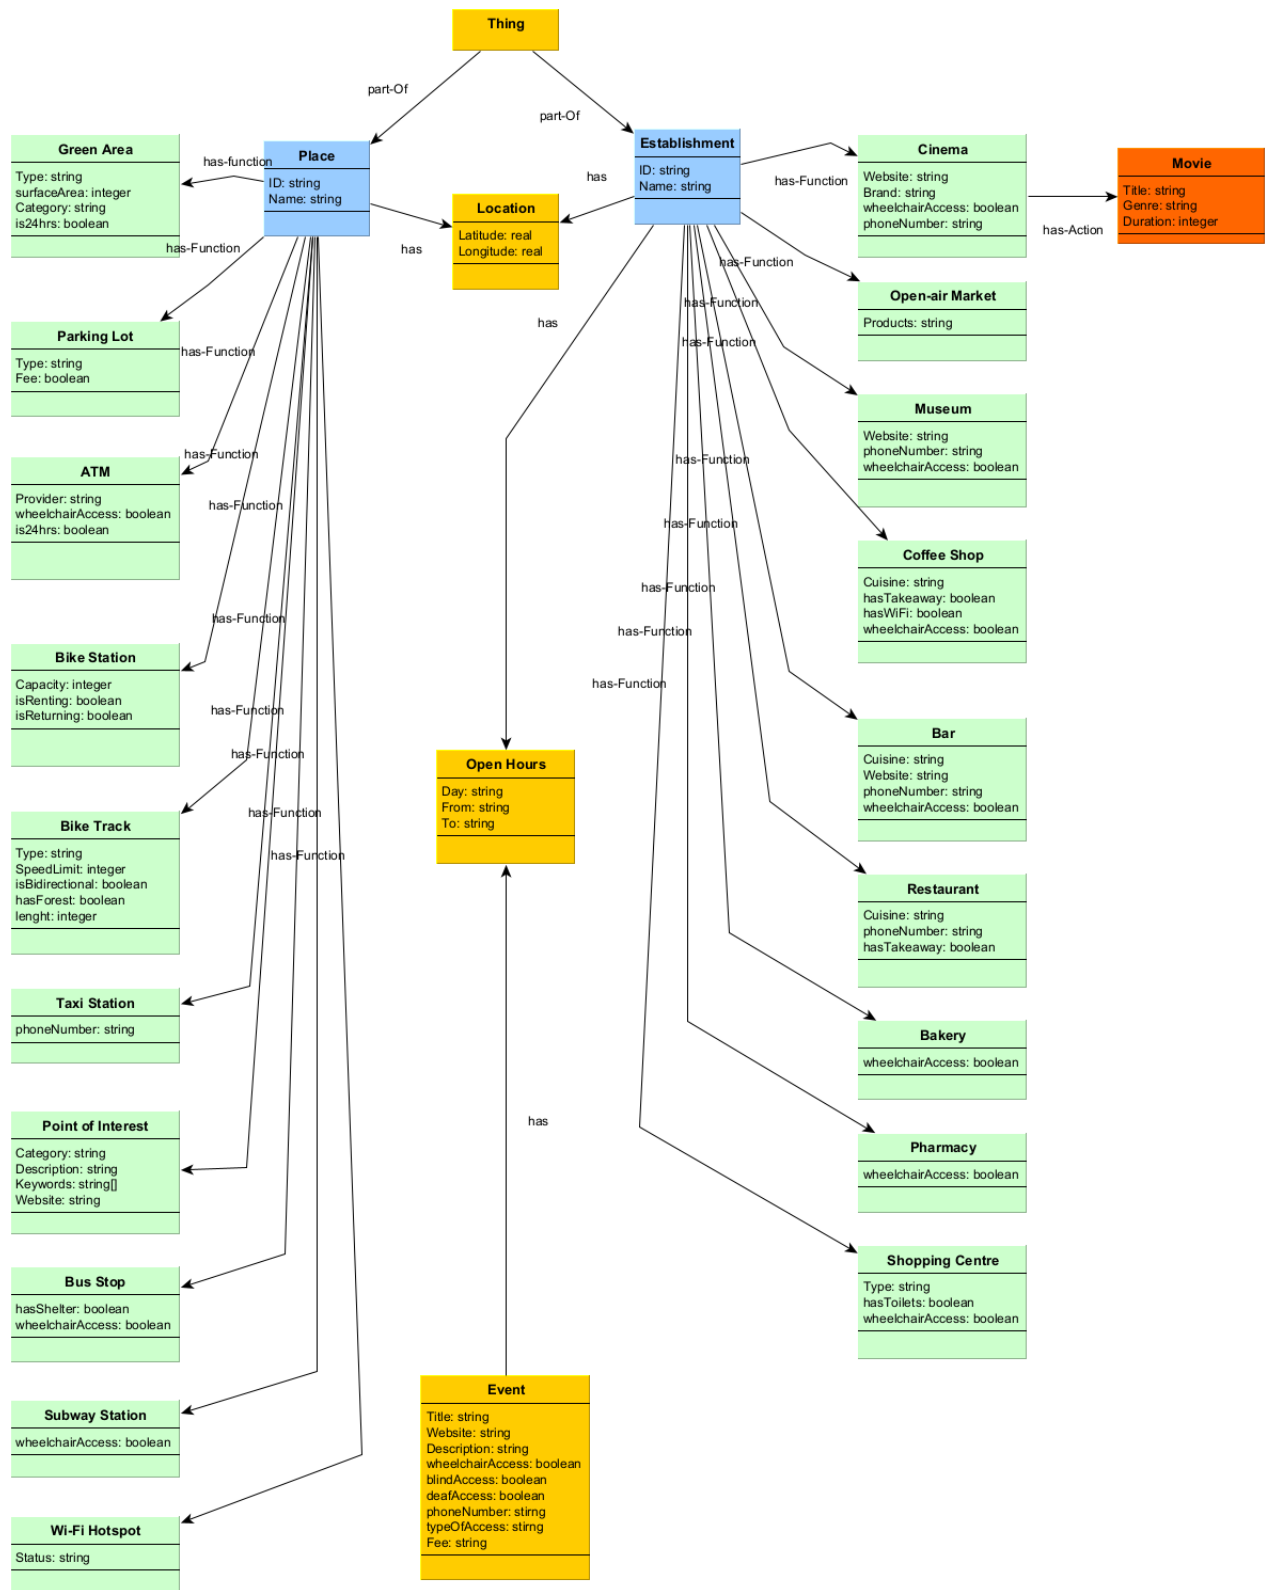 Thing
part-Of
part-Of
Green Area
Type: string
surfaceArea: integer
Category: string
is24hrs: boolean
has-function
Place
ID: string
Name: string
has
Location
Latitude: real
Longitude: real
has
Establishment
ID: string
Name: string
has-Function
Cinema
Website: string
Brand: string
wheelchairAccess: boolean
phoneNumber: string
has-Action
Movie
Title: string
Genre: string
Duration: integer
has-Function
has-Function
Open-air Market
Products: string
has-Function
Parking Lot
Type: string
Fee: boolean
has-Function
has
has-Function
Museum
Website: string
phoneNumber: string
wheelchairAccess: boolean
ATM
Provider: string
wheelchairAccess: boolean
is24hrs: boolean
has-Function
has-Function
has-Function
has-Function
Coffee Shop
Cuisine: string
hasTakeaway: boolean
hasWiFi: boolean
wheelchairAccess: boolean
has-Function
has-Function
has-Function
has-Function
Bike Station
Capacity: integer
isRenting: boolean
isReturning: boolean
has-Function
has-Function
Bar
Cuisine: string
Website: string
phoneNumber: string
wheelchairAccess: boolean
Open Hours
Day: string
From: string
To: string
Bike Track
Type: string
SpeedLimit: integer
isBidirectional: boolean
hasForest: boolean
lenght: integer
has-Function
has-Function
Restaurant
Cuisine: string
phoneNumber: string
hasTakeaway: boolean
Taxi Station
phoneNumber: string
Bakery
wheelchairAccess: boolean
Point of Interest
Category: string
Description: string
Keywords: string[]
Website: string
has
Pharmacy
wheelchairAccess: boolean
Bus Stop
hasShelter: boolean
wheelchairAccess: boolean
Shopping Centre
Type: string
hasToilets: boolean
wheelchairAccess: boolean
Subway Station
wheelchairAccess: boolean
Event
Title: string
Website: string
Description: string
wheelchairAccess: boolean
blindAccess: boolean
deafAccess: boolean
phoneNumber: stirng
typeOfAccess: stirng
Fee: string
Wi-Fi Hotspot
Status: string